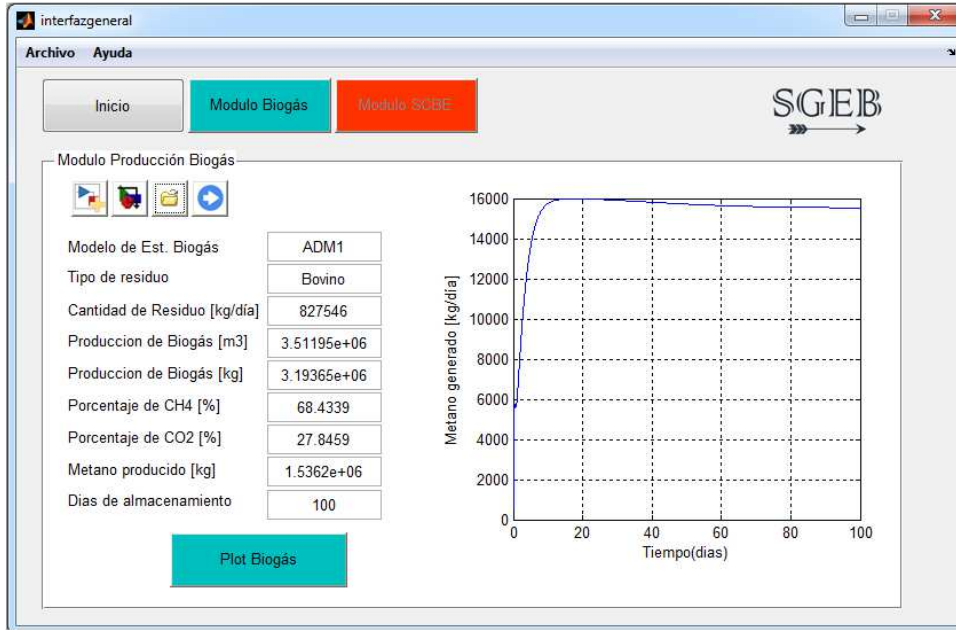 interfazgeneral
Archivo Ayuda
Inicio
Modulo Biogás
Modulo SCBE
SGEB
Modulo Producción Biogás
Modelo de Est. Biogás ADM1
Tipo de residuo Bovino
Cantidad de Residuo [kg/día] 827546
Produccion de Biogás [m3] 3.51195e+06
Produccion de Biogás [kg] 3.19365e+06
Porcentaje de CH4 [%] 68.4339
Porcentaje de CO2 [%] 27.8459
Metano producido [kg] 1.5362e+06
Dias de almacenamiento 100
Plot Biogás
Metano generado [kg/dia]
16000
14000
12000
10000
8000
6000
4000
2000
0
0 20 40 60 80 100
Tiempo(dias)